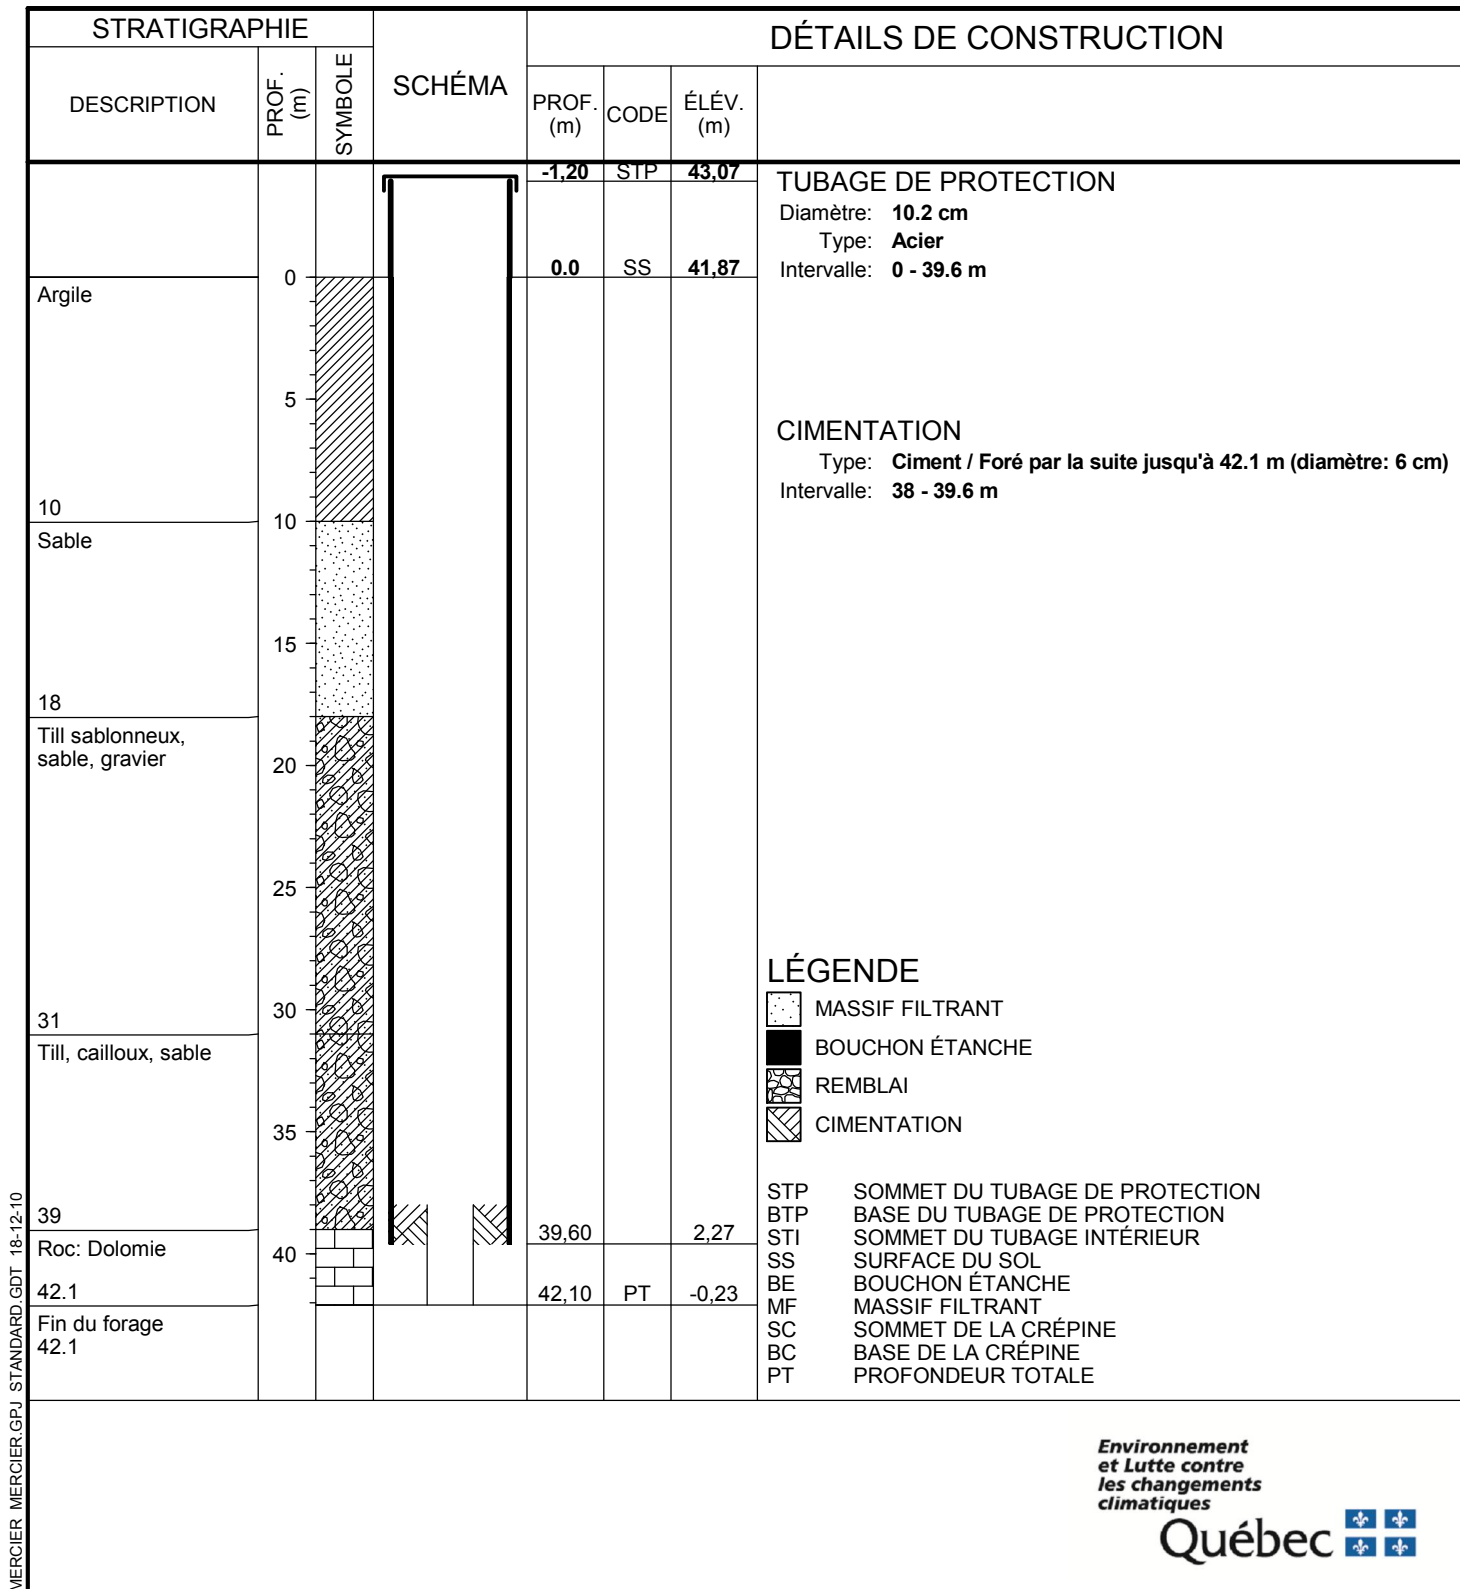 STRATIGRAPHIE
DESCRIPTION
PROF. (m)
SYMBOLE
SCHÉMA
DÉTAILS DE CONSTRUCTION
PROF. (m)
CODE
ÉLÉV. (m)
-1,20 STP 43,07
0.0 SS 41,87
TUBAGE DE PROTECTION
Diamètre: 10.2 cm
Type: Acier
Intervalle: 0 - 39.6 m
CIMENTATION
Type: Ciment / Foré par la suite jusqu'à 42.1 m (diamètre: 6 cm)
Intervalle: 38 - 39.6 m
0
Argile
5
10
10
Sable
15
18
Till sablonneux,
sable, gravier
20
25
30
31
Till, cailloux, sable
35
39
39,60 2,27
Roc: Dolomie
40
42.1
42,10 PT -0,23
Fin du forage
42.1
LÉGENDE
MASSIF FILTRANT
BOUCHON ÉTANCHE
REMBLAI
CIMENTATION
STP SOMMET DU TUBAGE DE PROTECTION
BTP BASE DU TUBAGE DE PROTECTION
STI SOMMET DU TUBAGE INTÉRIEUR
SS SURFACE DU SOL
BE BOUCHON ÉTANCHE
MF MASSIF FILTRANT
SC SOMMET DE LA CRÉPINE
BC BASE DE LA CRÉPINE
PT PROFONDEUR TOTALE
MERCIER MERCIER.GPJ STANDARD.GDT 18-12-10
Environnement
et Lutte contre
les changements
climatiques
Québec